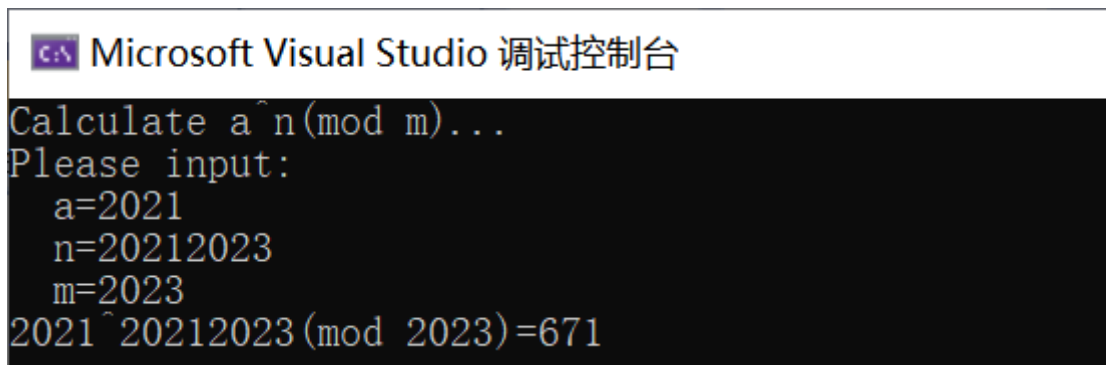 Microsoft Visual Studio 调试控制台
Calculate a^n(mod m)...
Please input:
  a=2021
  n=20212023
  m=2023
2021^20212023(mod 2023)=671